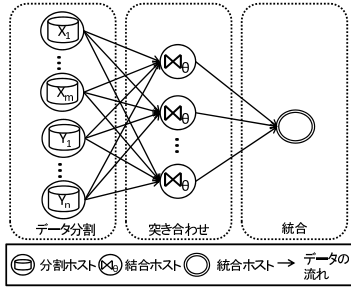 X₁
Xₘ
Y₁
Yₙ
⋈θ
⋈θ
⋈θ
データ分割
突き合わせ
統合
分割ホスト
⋈θ 結合ホスト
統合ホスト
データの
流れ